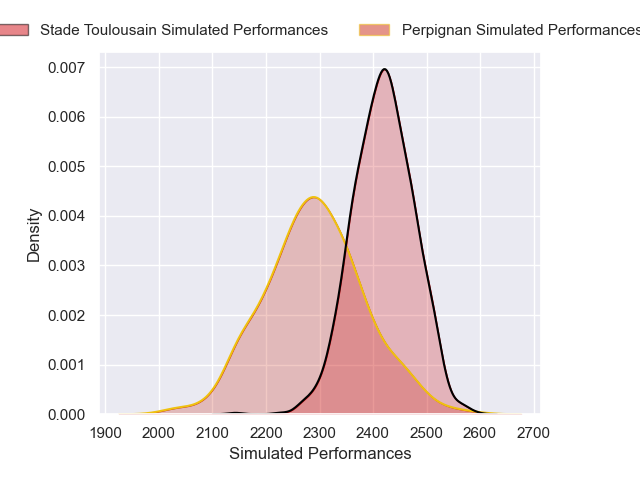 Stade Toulousain Simulated Performances Perpignan Simulated Performances
0.007
0.006
0.005
0.004
0.003
0.002
0.001
0.000
Density
1900 2000 2100 2200 2300 2400 2500 2600 2700
Simulated Performances